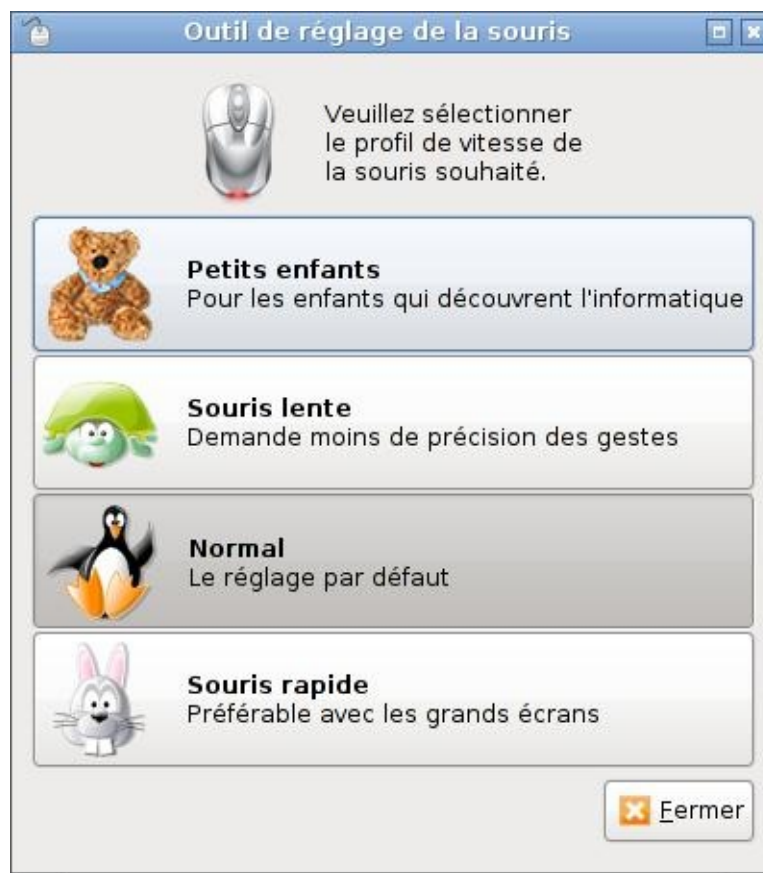 Outil de réglage de la souris
Veuillez sélectionner
le profil de vitesse de
la souris souhaité.
Petits enfants
Pour les enfants qui découvrent l'informatique
Souris lente
Demande moins de précision des gestes
Normal
Le réglage par défaut
Souris rapide
Préférable avec les grands écrans
Fermer